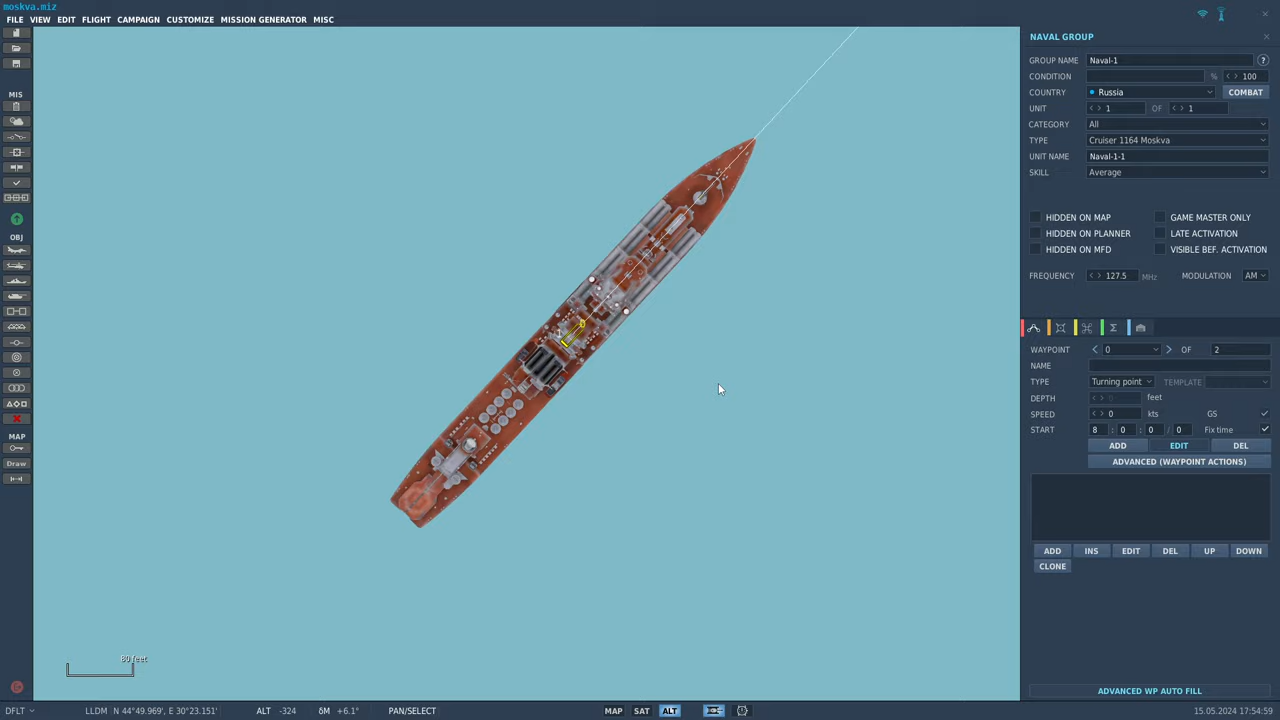 moskva.miz
FILE VIEW EDIT FLIGHT CAMPAIGN CUSTOMIZE MISSION GENERATOR MISC
MIS
OBJ
MAP
Draw
80 feet
NAVAL GROUP
GROUP NAME Naval-1 ?
CONDITION % 100
COUNTRY Russia COMBAT
UNIT 1 OF 1
CATEGORY All
TYPE Cruiser 1164 Moskva
UNIT NAME Naval-1-1
SKILL Average
HIDDEN ON MAP GAME MASTER ONLY
HIDDEN ON PLANNER LATE ACTIVATION
HIDDEN ON MFD VISIBLE BEF. ACTIVATION
FREQUENCY 127.5 MHz MODULATION AM
WAYPOINT 0 OF 2
NAME
TYPE Turning point TEMPLATE
DEPTH 0 feet
SPEED 0 kts GS
START 8 : 0 : 0 / 0 Fix time
ADD EDIT DEL
ADVANCED (WAYPOINT ACTIONS)
ADD INS EDIT DEL UP DOWN
CLONE
ADVANCED WP AUTO FILL
DFLT LLDM N 44°49.969', E 30°23.151' ALT -324 δM +6.1° PAN/SELECT MAP SAT ALT 15.05.2024 17:54:59